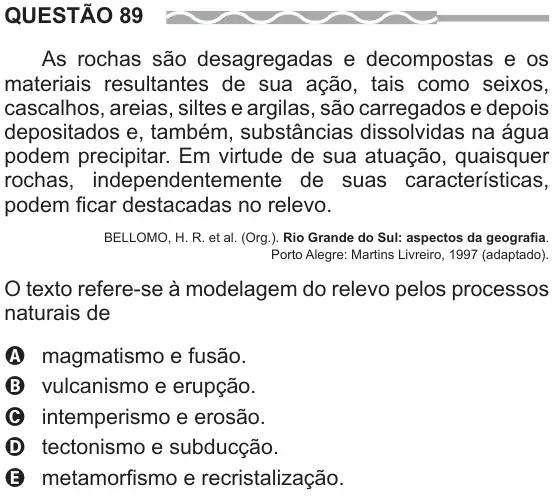 QUESTÃO 89
As rochas são desagregadas e decompostas e os
materiais resultantes de sua ação, tais como seixos,
cascalhos, areias, siltes e argilas, são carregados e depois
depositados e, também, substâncias dissolvidas na água
podem precipitar. Em virtude de sua atuação, quaisquer
rochas, independentemente de suas características,
podem ficar destacadas no relevo.
BELLOMO, H. R. et al. (Org.). Rio Grande do Sul: aspectos da geografia.
Porto Alegre: Martins Livreiro, 1997 (adaptado).
O texto refere-se à modelagem do relevo pelos processos
naturais de
A magmatismo e fusão.
B vulcanismo e erupção.
C intemperismo e erosão.
D tectonismo e subducção.
E metamorfismo e recristalização.